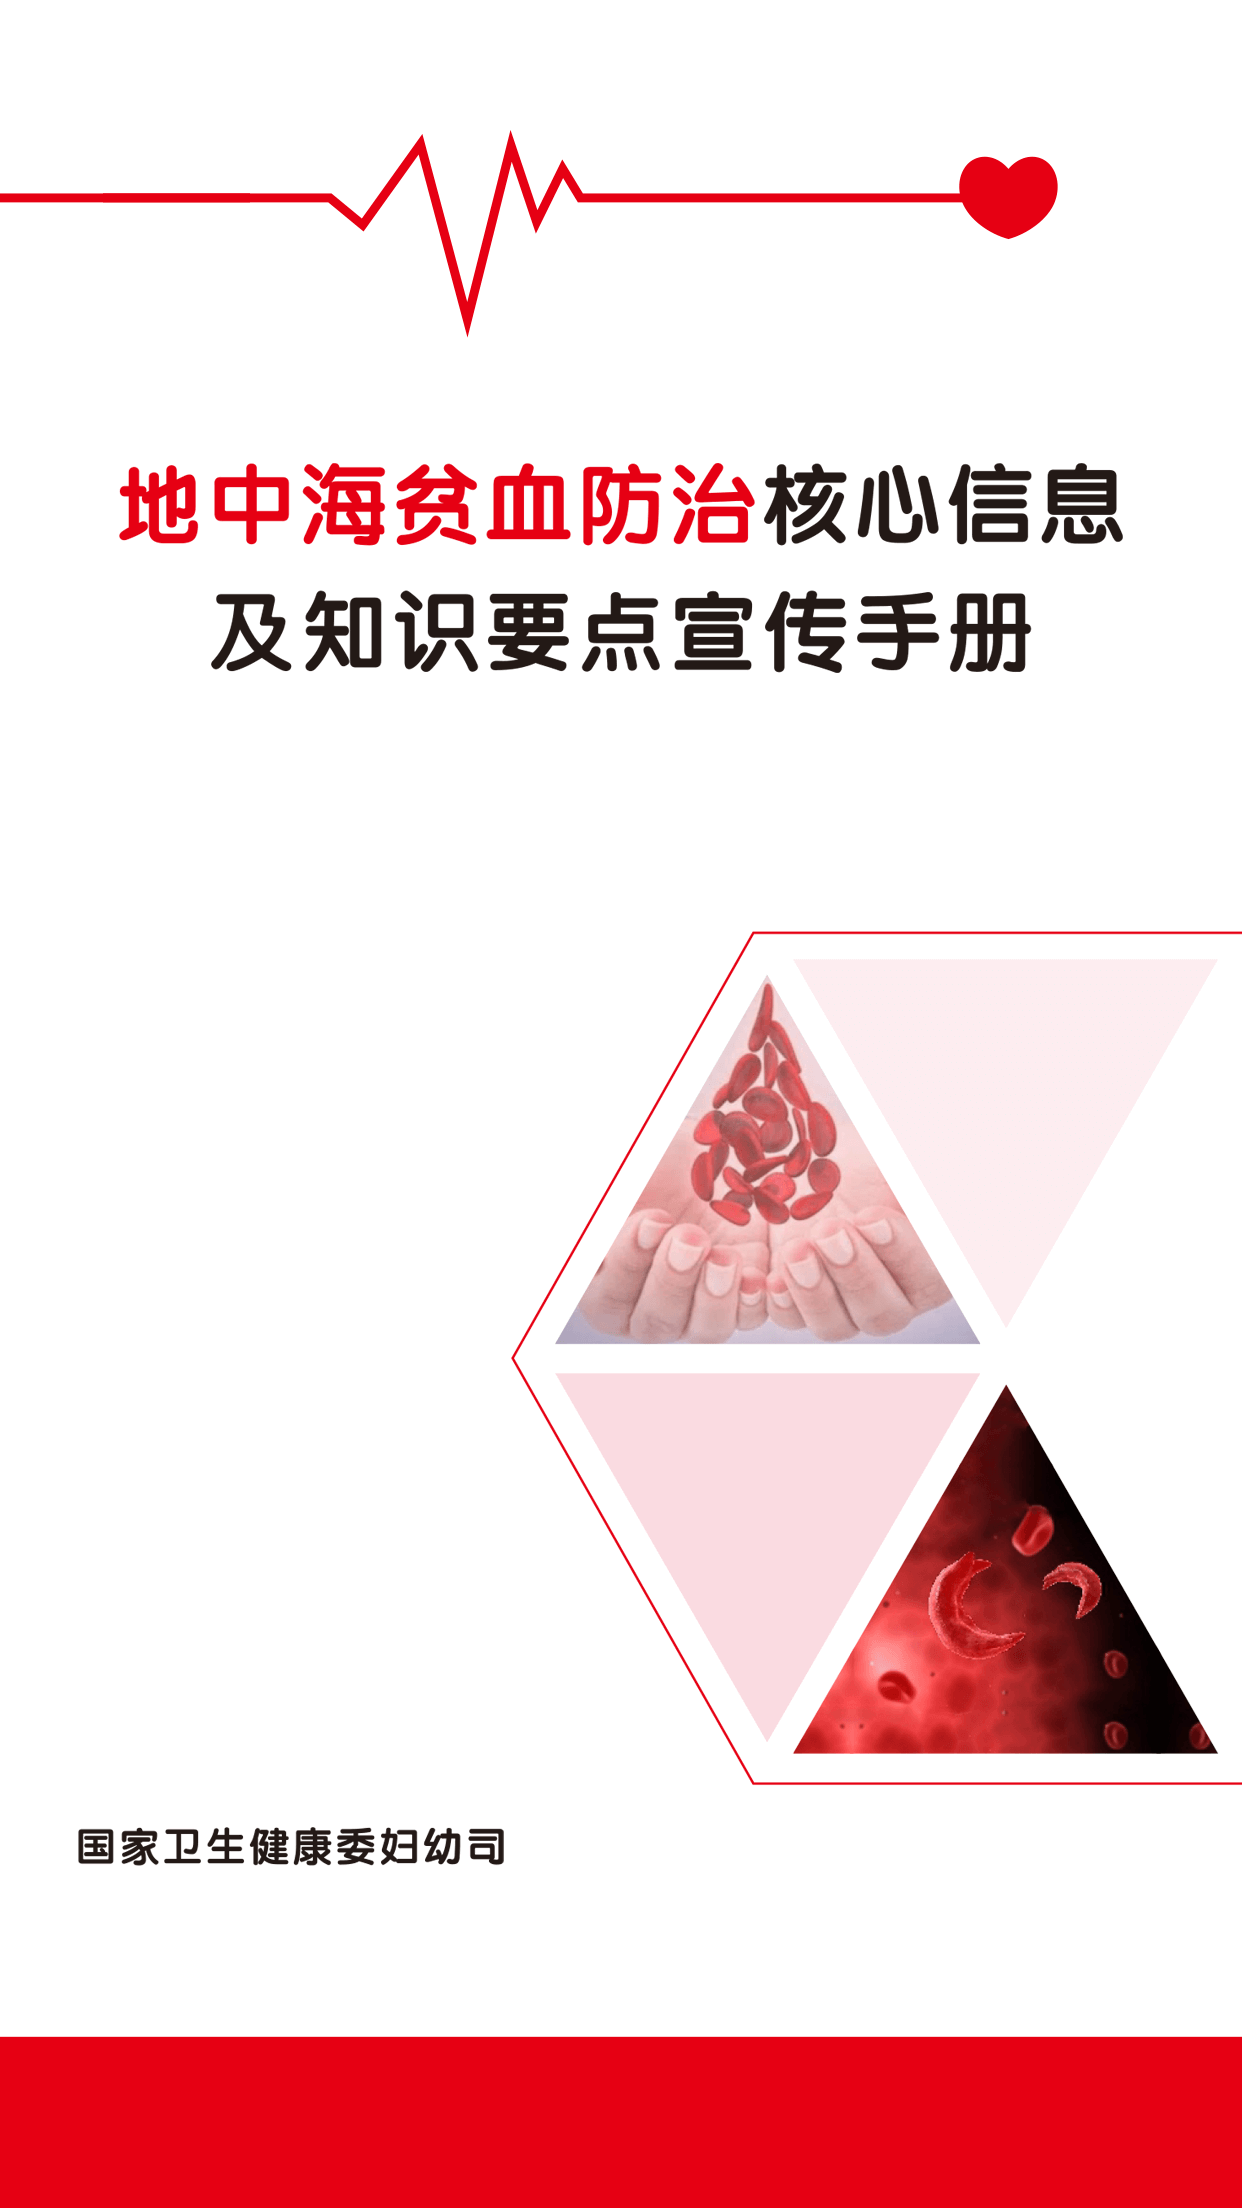 地中海贫血防治核心信息
及知识要点宣传手册
国家卫生健康委妇幼司